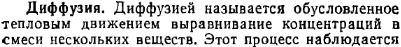 Диффузия. Диффузией называется обусловленное
тепловым движением выравнивание концентраций в
смеси нескольких веществ. Этот процесс наблюдается